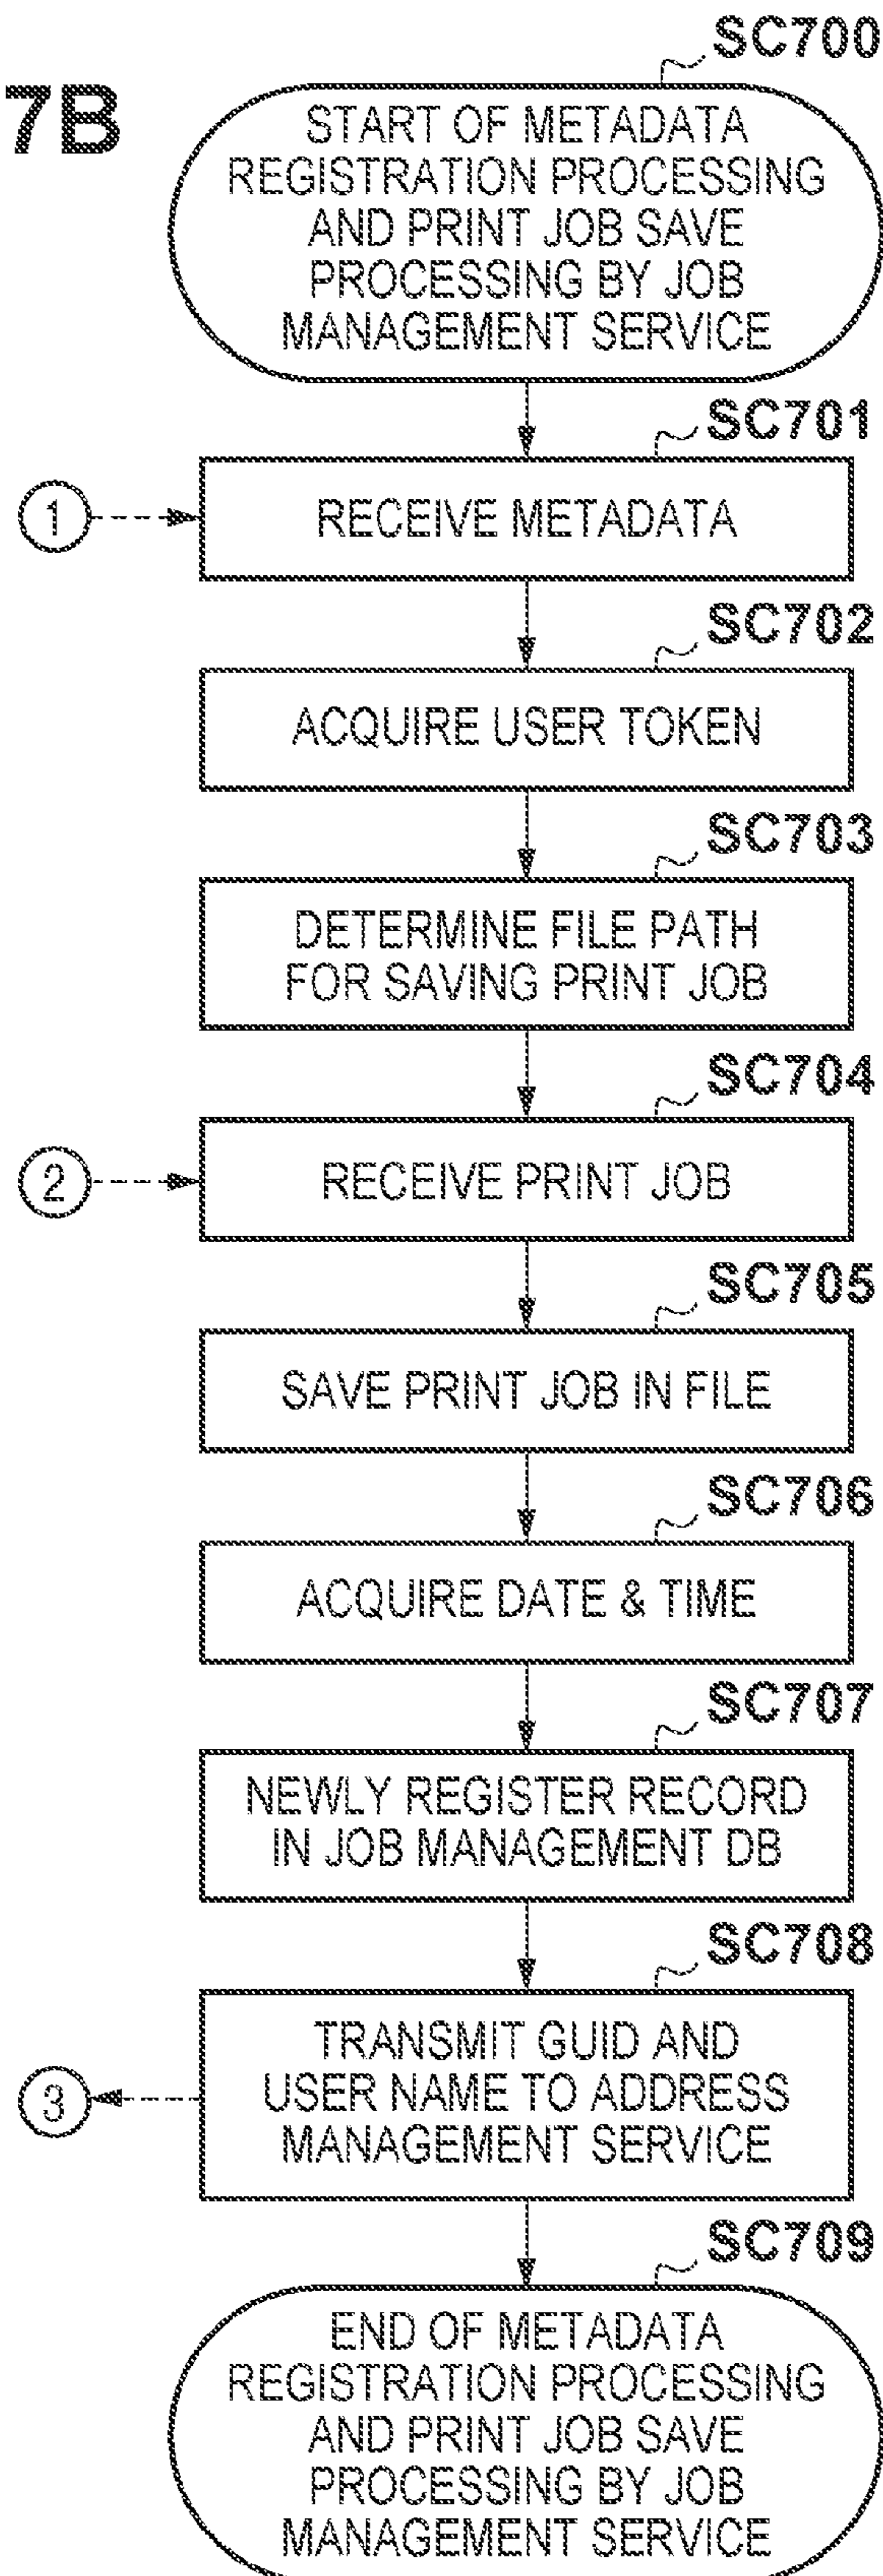 SC700
7B
START OF METADATA
REGISTRATION PROCESSING
AND PRINT JOB SAVE
PROCESSING BY JOB
MANAGEMENT SERVICE
SC701
1
RECEIVE METADATA
SC702
ACQUIRE USER TOKEN
SC703
DETERMINE FILE PATH
FOR SAVING PRINT JOB
SC704
2
RECEIVE PRINT JOB
SC705
SAVE PRINT JOB IN FILE
SC706
ACQUIRE DATE & TIME
SC707
NEWLY REGISTER RECORD
IN JOB MANAGEMENT DB
SC708
TRANSMIT GUID AND
USER NAME TO ADDRESS
MANAGEMENT SERVICE
3
SC709
END OF METADATA
REGISTRATION PROCESSING
AND PRINT JOB SAVE
PROCESSING BY JOB
MANAGEMENT SERVICE